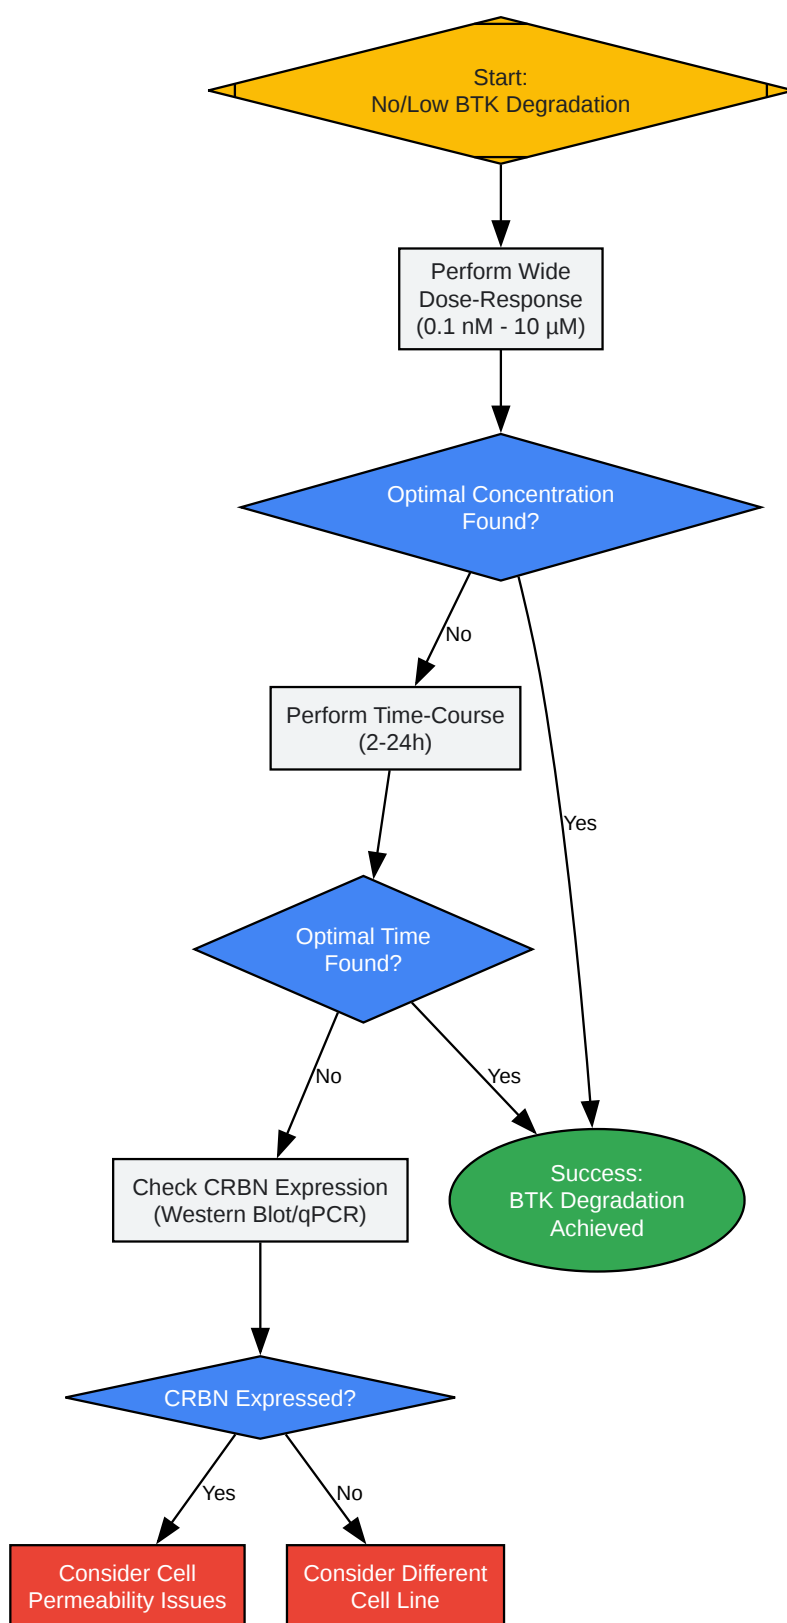 Start:
No/Low BTK Degradation
Perform Wide
Dose-Response
(0.1 nM - 10 µM)
Optimal Concentration
Found?
No
Yes
Perform Time-Course
(2-24h)
Optimal Time
Found?
No
Yes
Check CRBN Expression
(Western Blot/qPCR)
Success:
BTK Degradation
Achieved
CRBN Expressed?
Yes
No
Consider Cell
Permeability Issues
Consider Different
Cell Line